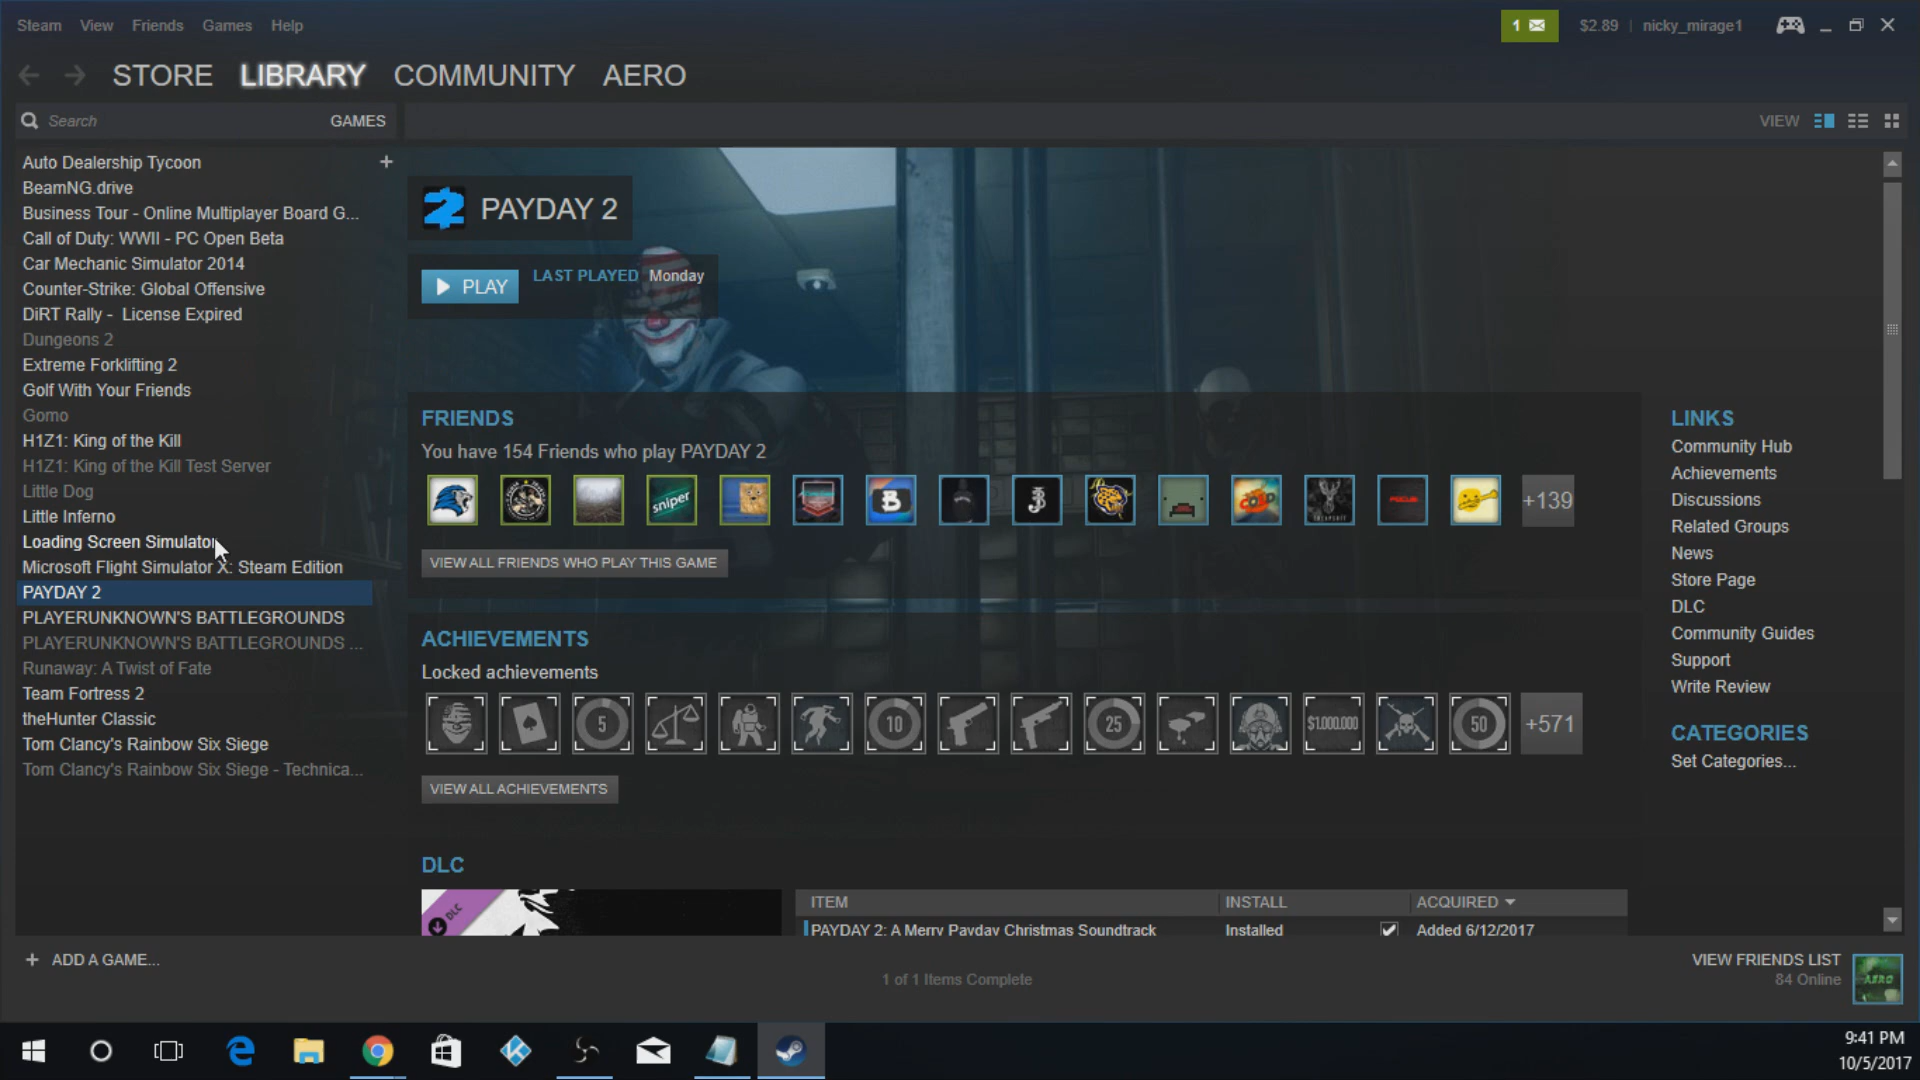 Steam View Friends Games Help
1 $2.89 | nicky_mirage1
STORE LIBRARY COMMUNITY AERO
Search GAMES VIEW
Auto Dealership Tycoon +
BeamNG.drive
Business Tour - Online Multiplayer Board G...
Call of Duty: WWII - PC Open Beta
Car Mechanic Simulator 2014
Counter-Strike: Global Offensive
DiRT Rally - License Expired
Dungeons 2
Extreme Forklifting 2
Golf With Your Friends
Gomo
H1Z1: King of the Kill
H1Z1: King of the Kill Test Server
Little Dog
Little Inferno
Loading Screen Simulator
Microsoft Flight Simulator X: Steam Edition
PAYDAY 2
PLAYERUNKNOWN'S BATTLEGROUNDS
PLAYERUNKNOWN'S BATTLEGROUNDS ...
Runaway: A Twist of Fate
Team Fortress 2
theHunter Classic
Tom Clancy's Rainbow Six Siege
Tom Clancy's Rainbow Six Siege - Technica...
2 PAYDAY 2
PLAY LAST PLAYED Monday
FRIENDS
You have 154 Friends who play PAYDAY 2
sniper B +139
VIEW ALL FRIENDS WHO PLAY THIS GAME
ACHIEVEMENTS
Locked achievements
5 10 25 $1.000.000 50 +571
VIEW ALL ACHIEVEMENTS
DLC
DLC
ITEM INSTALL ACQUIRED
PAYDAY 2: A Merry Payday Christmas Soundtrack Installed Added 6/12/2017
LINKS
Community Hub
Achievements
Discussions
Related Groups
News
Store Page
DLC
Community Guides
Support
Write Review
CATEGORIES
Set Categories...
+ ADD A GAME...
1 of 1 Items Complete
VIEW FRIENDS LIST
84 Online
AERO
9:41 PM
10/5/2017